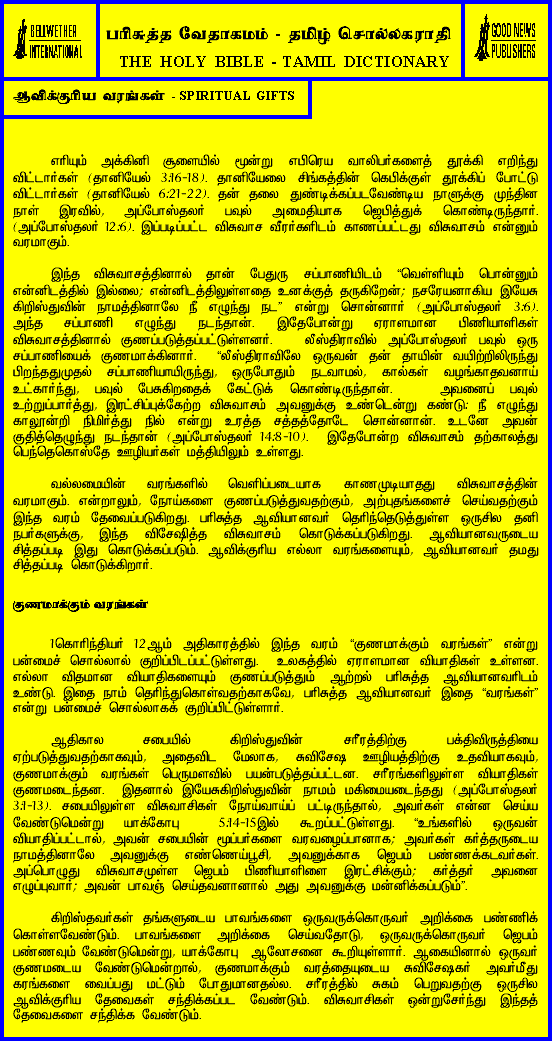 BELLWETHER
INTERNATIONAL
பரிசுத்த வேதாகமம் - தமிழ் சொல்லகராதி
THE HOLY BIBLE - TAMIL DICTIONARY
GOOD NEWS
PUBLISHERS
ஆவிக்குரிய வரங்கள் - SPIRITUAL GIFTS
எரியும் அக்கினி சூளையில் மூன்று எபிரெய வாலிபர்களைத் தூக்கி எறிந்து
விட்டார்கள் (தானியேல் 3:16-18). தானியேலை சிங்கத்தின் கெபிக்குள் தூக்கிப் போட்டு
விட்டார்கள் (தானியேல் 6:21-22). தன் தலை துண்டிக்கப்படவேண்டிய நாளுக்கு முந்தின
நாள் இரவில், அப்போஸ்தலர் பவுல் அமைதியாக ஜெபித்துக் கொண்டிருந்தார்.
(அப்போஸ்தலர் 12:6). இப்படிப்பட்ட விசுவாச வீரர்களிடம் காணப்பட்டது விசுவாசம் என்னும்
வரமாகும்.
இந்த விசுவாசத்தினால் தான் பேதுரு சப்பாணியிடம் “வெள்ளியும் பொன்னும்
என்னிடத்தில் இல்லை; என்னிடத்திலுள்ளதை உனக்குத் தருகிறேன்; நசரேயனாகிய இயேசு
கிறிஸ்துவின் நாமத்தினாலே நீ எழுந்து நட” என்று சொன்னார் (அப்போஸ்தலர் 3:6).
அந்த சப்பாணி எழுந்து நடந்தான். இதேபோன்று ஏராளமான பிணியாளிகள்
விசுவாசத்தினால் குணப்படுத்தப்பட்டுள்ளனர். லீஸ்திராவில் அப்போஸ்தலர் பவுல் ஒரு
சப்பாணியைக் குணமாக்கினார். “லீஸ்திராவிலே ஒருவன் தன் தாயின் வயிற்றிலிருந்து
பிறந்ததுமுதல் சப்பாணியாயிருந்து, ஒருபோதும் நடவாமல், கால்கள் வழங்காதவனாய்
உட்கார்ந்து, பவுல் பேசுகிறதைக் கேட்டுக் கொண்டிருந்தான். அவனைப் பவுல்
உற்றுப்பார்த்து, இரட்சிப்புக்கேற்ற விசுவாசம் அவனுக்கு உண்டென்று கண்டு; நீ எழுந்து
காலூன்றி நிமிர்ந்து நில் என்று உரத்த சத்தத்தோடே சொன்னான். உடனே அவன்
குதித்தெழுந்து நடந்தான் (அப்போஸ்தலர் 14:8-10). இதேபோன்ற விசுவாசம் தற்காலத்து
பெந்தெகொஸ்தே ஊழியர்கள் மத்தியிலும் உள்ளது.
வல்லமையின் வரங்களில் வெளிப்படையாக காணமுடியாதது விசுவாசத்தின்
வரமாகும். என்றாலும், நோய்களை குணப்படுத்துவதற்கும், அற்புதங்களைச் செய்வதற்கும்
இந்த வரம் தேவைப்படுகிறது. பரிசுத்த ஆவியானவர் தெரிந்தெடுத்துள்ள ஒருசில தனி
நபர்களுக்கு, இந்த விசேஷித்த விசுவாசம் கொடுக்கப்படுகிறது. ஆவியானவருடைய
சித்தப்படி இது கொடுக்கப்படும். ஆவிக்குரிய எல்லா வரங்களையும், ஆவியானவர் தமது
சித்தப்படி கொடுக்கிறார்.
குணமாக்கும் வரங்கள்
1கொரிந்தியர் 12ஆம் அதிகாரத்தில் இந்த வரம் “குணமாக்கும் வரங்கள்” என்று
பன்மைச் சொல்லால் குறிப்பிடப்பட்டுள்ளது. உலகத்தில் ஏராளமான வியாதிகள் உள்ளன.
எல்லா விதமான வியாதிகளையும் குணப்படுத்தும் ஆற்றல் பரிசுத்த ஆவியானவரிடம்
உண்டு. இதை நாம் தெரிந்துகொள்வதற்காகவே, பரிசுத்த ஆவியானவர் இதை “வரங்கள்”
என்று பன்மைச் சொல்லாகக் குறிப்பிட்டுள்ளார்.
ஆதிகால சபையில் கிறிஸ்துவின் சரீரத்திற்கு பக்திவிருத்தியை
ஏற்படுத்துவதற்காகவும், அதைவிட மேலாக, சுவிசேஷ ஊழியத்திற்கு உதவியாகவும்,
குணமாக்கும் வரங்கள் பெருமளவில் பயன்படுத்தப்பட்டன. சரீரங்களிலுள்ள வியாதிகள்
குணமடைந்தன. இதனால் இயேசுகிறிஸ்துவின் நாமம் மகிமையடைந்தது (அப்போஸ்தலர்
3:1-13). சபையிலுள்ள விசுவாசிகள் நோய்வாய்ப் பட்டிருந்தால், அவர்கள் என்ன செய்ய
வேண்டுமென்று யாக்கோபு 5:14-15இல் கூறப்பட்டுள்ளது. “உங்களில் ஒருவன்
வியாதிப்பட்டால், அவன் சபையின் மூப்பர்களை வரவழைப்பானாக; அவர்கள் கர்த்தருடைய
நாமத்தினாலே அவனுக்கு எண்ணெய்பூசி, அவனுக்காக ஜெபம் பண்ணக்கடவர்கள்.
அப்பொழுது விசுவாசமுள்ள ஜெபம் பிணியாளியை இரட்சிக்கும்; கர்த்தர் அவனை
எழுப்புவார்; அவன் பாவஞ் செய்தவனானால் அது அவனுக்கு மன்னிக்கப்படும்”.
கிறிஸ்தவர்கள் தங்களுடைய பாவங்களை ஒருவருக்கொருவர் அறிக்கை பண்ணிக்
கொள்ளவேண்டும். பாவங்களை அறிக்கை செய்வதோடு, ஒருவருக்கொருவர் ஜெபம்
பண்ணவும் வேண்டுமென்று, யாக்கோபு ஆலோசனை கூறியுள்ளார். ஆகையினால் ஒருவர்
குணமடைய வேண்டுமென்றால், குணமாக்கும் வரத்தையுடைய சுவிசேஷகர் அவர்மீது
கரங்களை வைப்பது மட்டும் போதுமானதல்ல. சரீரத்தில் சுகம் பெறுவதற்கு ஒருசில
ஆவிக்குரிய தேவைகள் சந்திக்கப்பட வேண்டும். விசுவாசிகள் ஒன்றுசேர்ந்து இந்தத்
தேவைகளை சந்திக்க வேண்டும்.